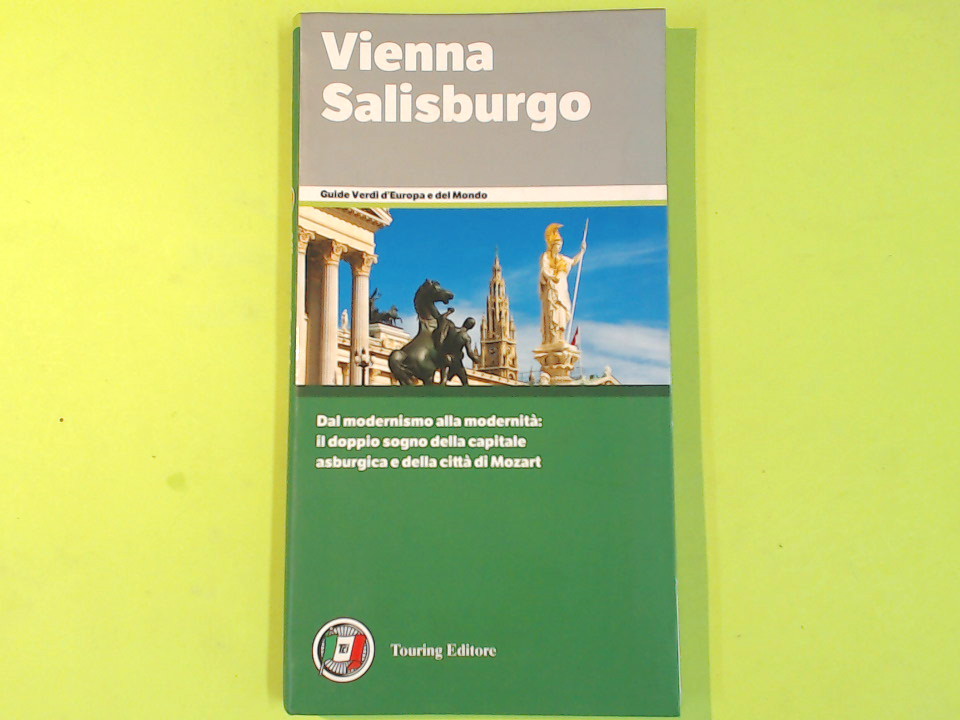 Vienna
Salisburgo
Guide Verdi d'Europa e del Mondo
Dal modernismo alla modernità:
il doppio sogno della capitale
asburgica e della città di Mozart
TCI
Touring Editore